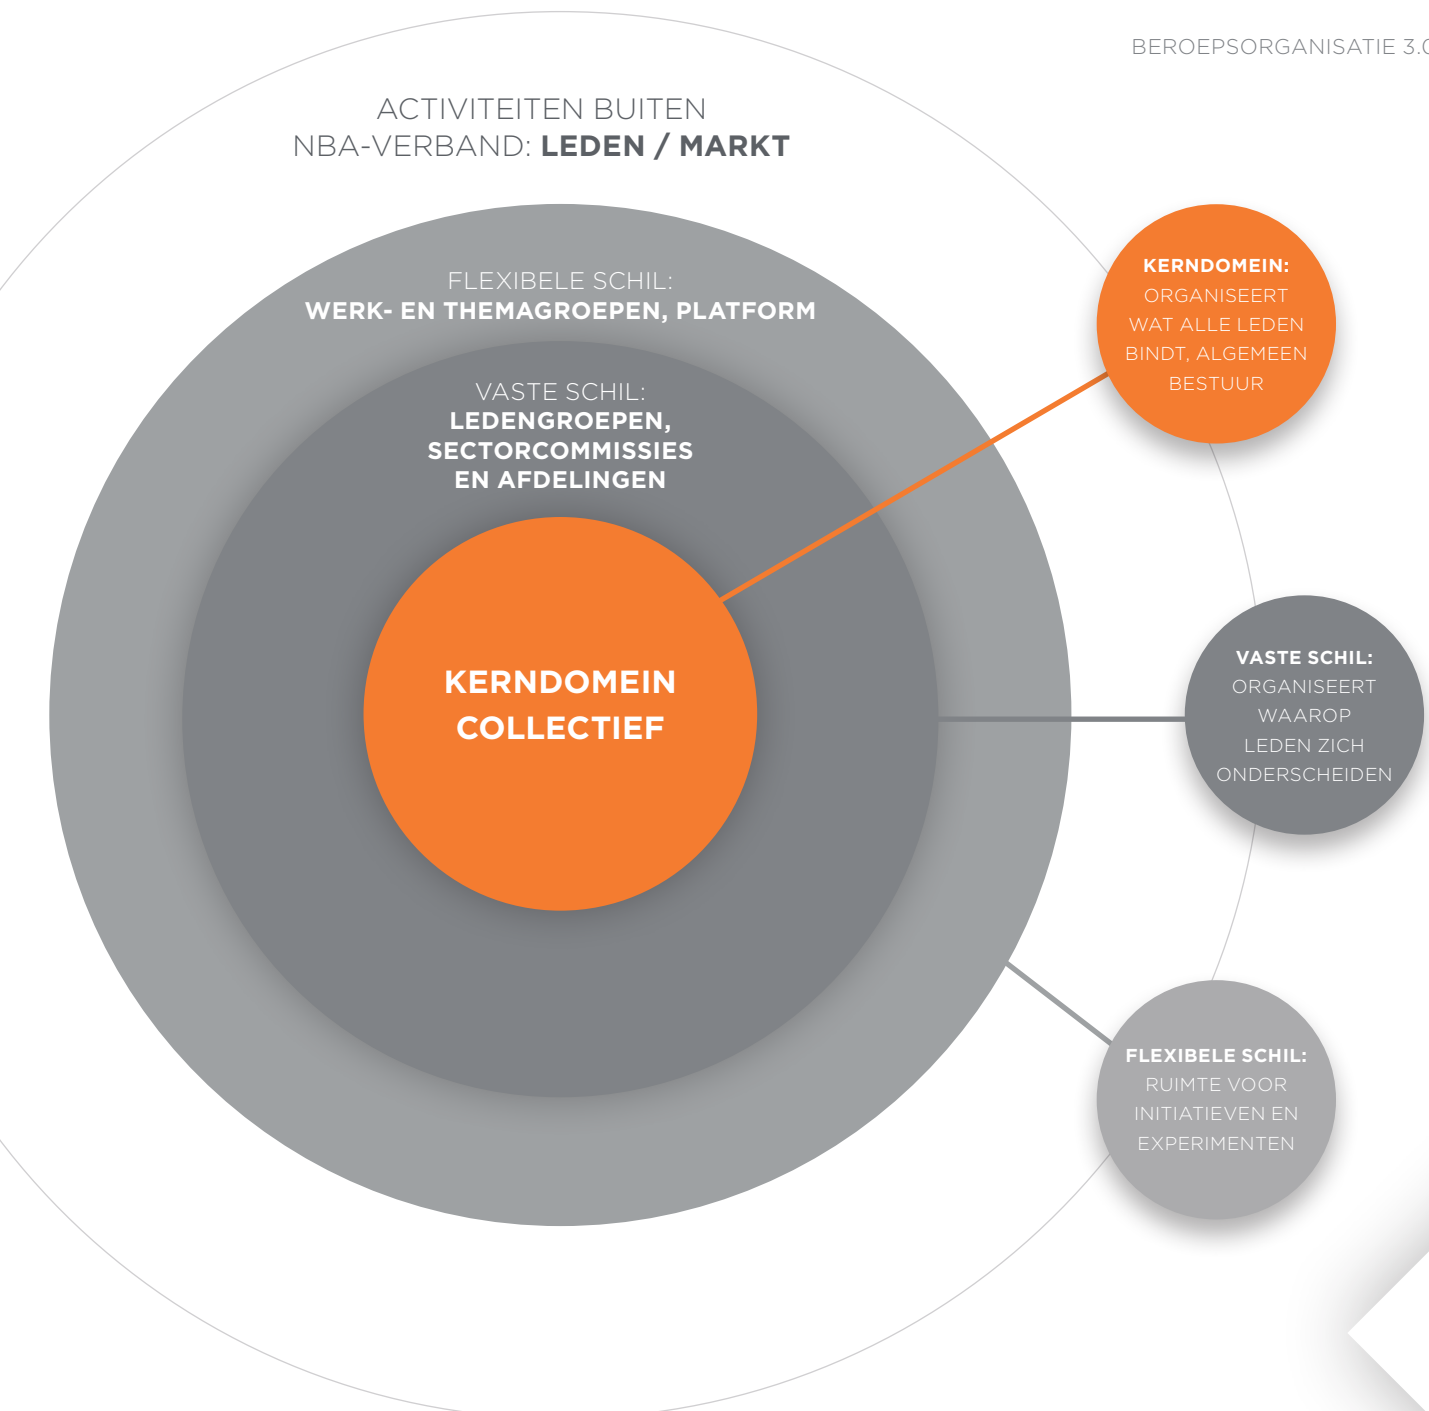 BEROEPSORGANISATIE 3.0
ACTIVITEITEN BUITEN
NBA-VERBAND: LEDEN / MARKT
FLEXIBELE SCHIL:
WERK- EN THEMAGROEPEN, PLATFORM
VASTE SCHIL:
LEDENGROEPEN,
SECTORCOMMISSIES
EN AFDELINGEN
KERNDOMEIN
COLLECTIEF
KERNDOMEIN:
ORGANISEERT
WAT ALLE LEDEN
BINDT, ALGEMEEN
BESTUUR
VASTE SCHIL:
ORGANISEERT
WAAROP
LEDEN ZICH
ONDERSCHEIDEN
FLEXIBELE SCHIL:
RUIMTE VOOR
INITIATIEVEN EN
EXPERIMENTEN